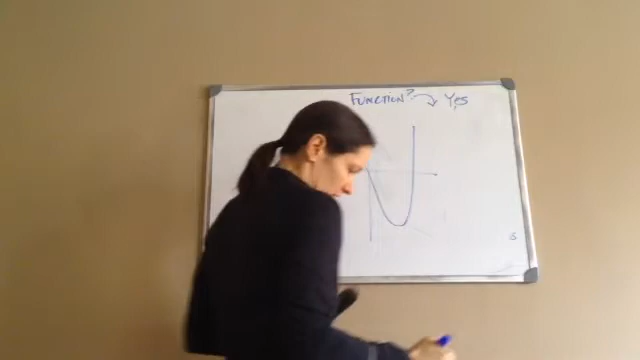 Function? → Yes